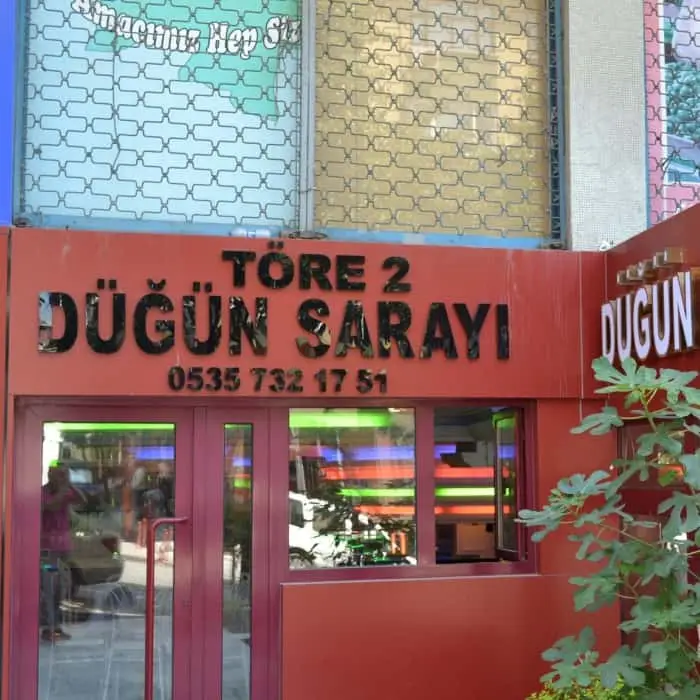 Amacımız Hep Siz
TÖRE 2
DÜĞÜN SARAYI
0535 732 17 51
DUGUN